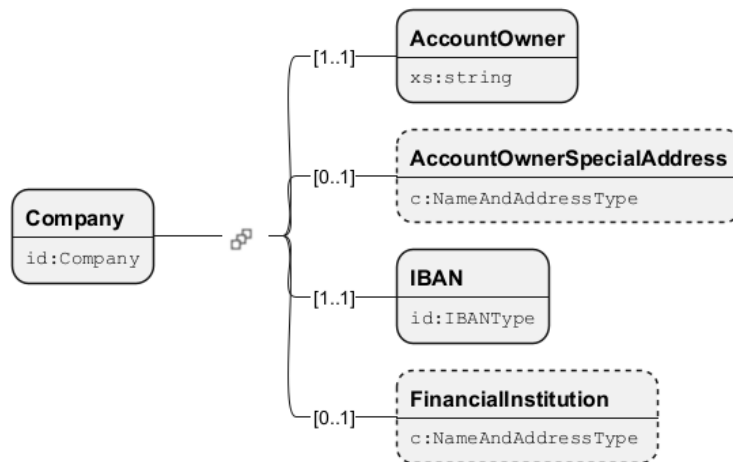 Company
id:Company
[1..1]
AccountOwner
xs:string
[0..1]
AccountOwnerSpecialAddress
c:NameAndAddressType
[1..1]
IBAN
id:IBANType
[0..1]
FinancialInstitution
c:NameAndAddressType